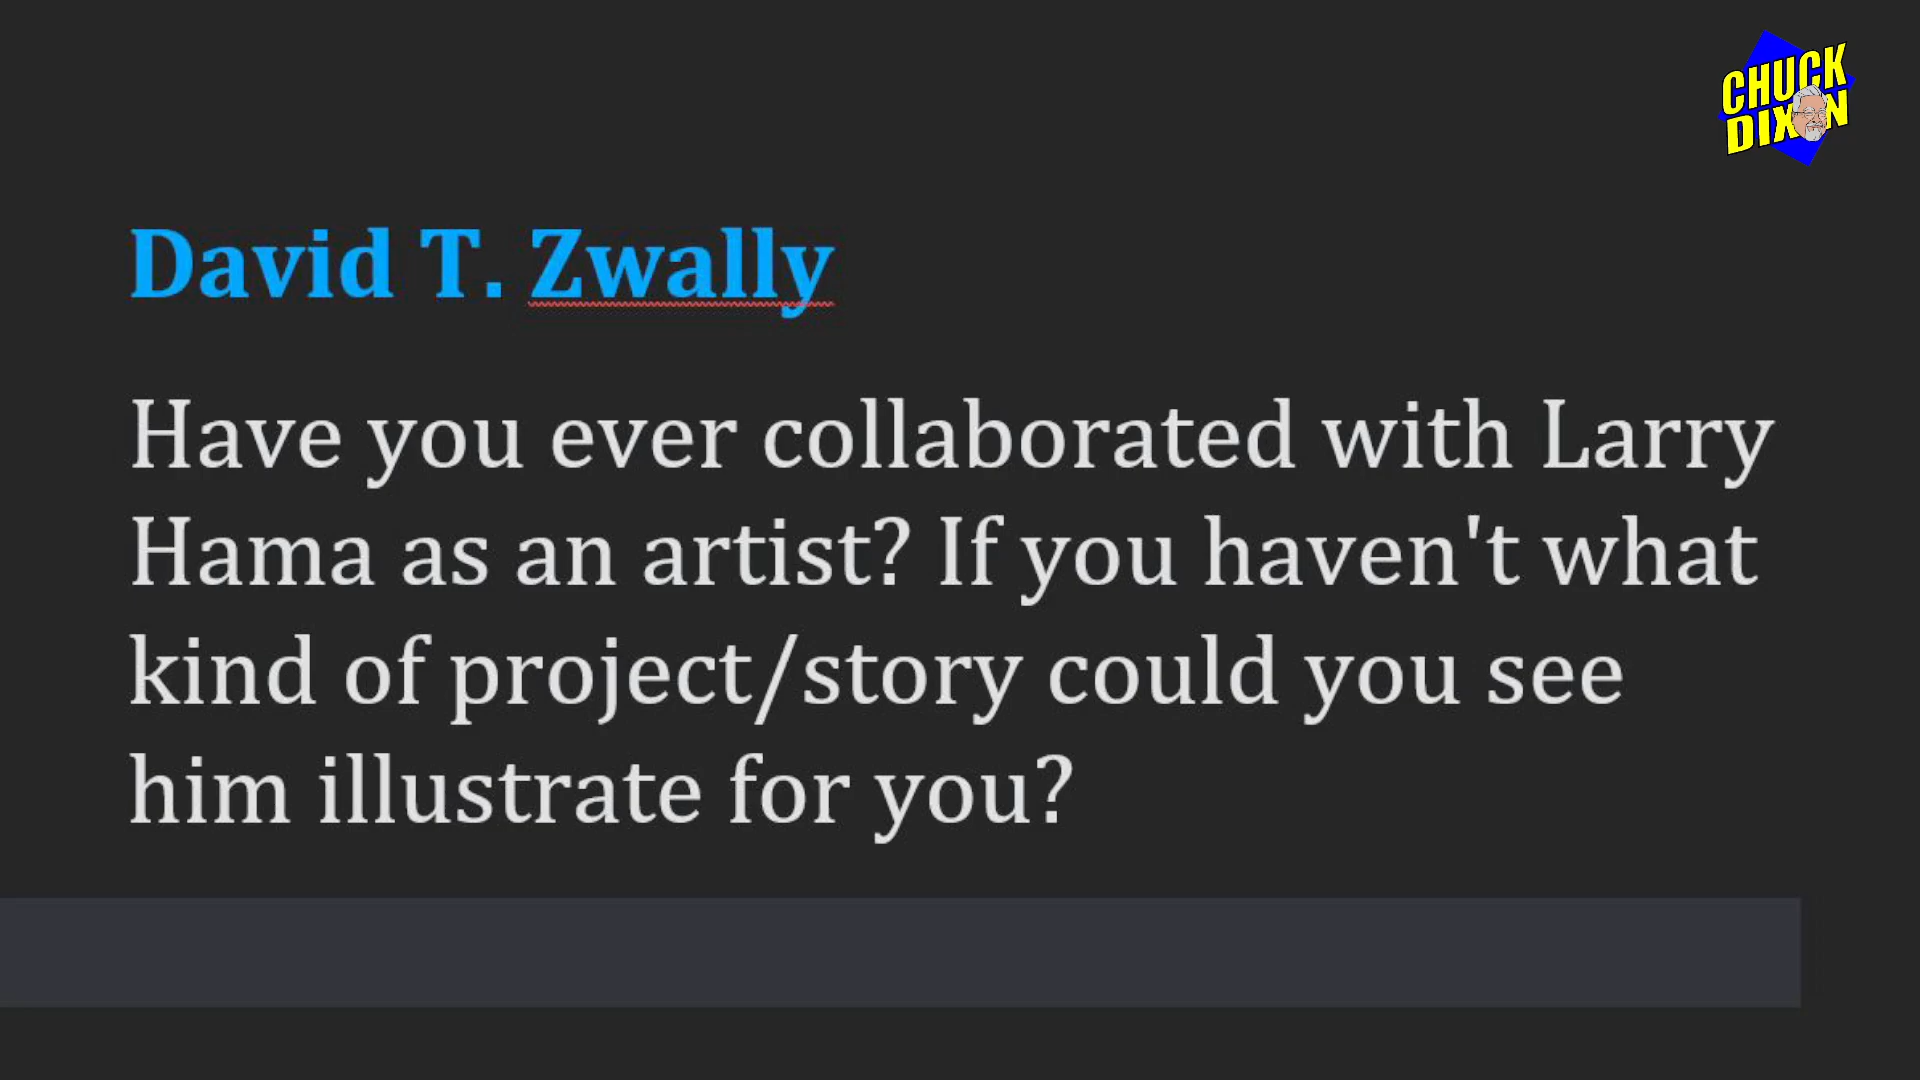 CHUCK
DIXON
David T. Zwally
Have you ever collaborated with Larry
Hama as an artist? If you haven't what
kind of project/story could you see
him illustrate for you?